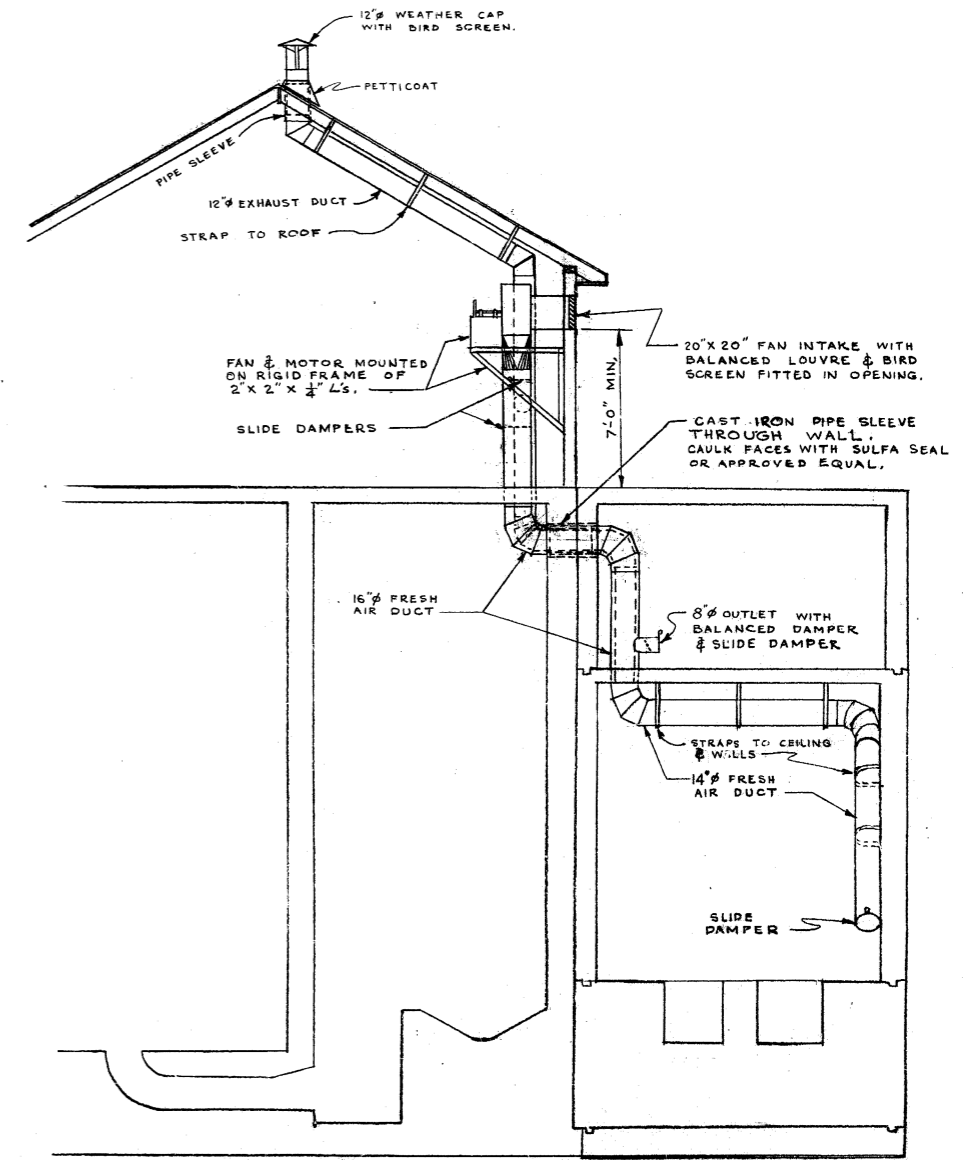 12"ø WEATHER CAP
WITH BIRD SCREEN.
PETTICOAT
PIPE SLEEVE
12"ø EXHAUST DUCT
STRAP TO ROOF
20"X 20" FAN INTAKE WITH
BALANCED LOUVRE & BIRD
SCREEN FITTED IN OPENING.
FAN & MOTOR MOUNTED
ON RIGID FRAME OF
2" X 2" X 1/4" L's.
7'-0" MIN.
SLIDE DAMPERS
CAST IRON PIPE SLEEVE
THROUGH WALL.
CAULK FACES WITH SULFA SEAL
OR APPROVED EQUAL.
16"ø FRESH
AIR DUCT
8"ø OUTLET WITH
BALANCED DAMPER
& SLIDE DAMPER
STRAPS TO CEILING
& WALLS
14"ø FRESH
AIR DUCT
SLIDE
DAMPER